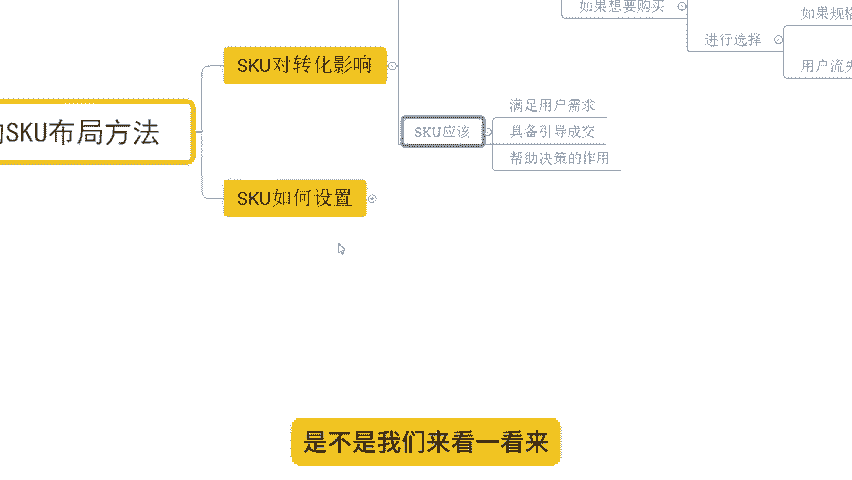 如果想要购买
如果规格
进行选择
SKU对转化影响
用户流失
满足用户需求
SKU布局方法
SKU应该
具备引导成交
帮助决策的作用
SKU如何设置
是不是我们来看一看来